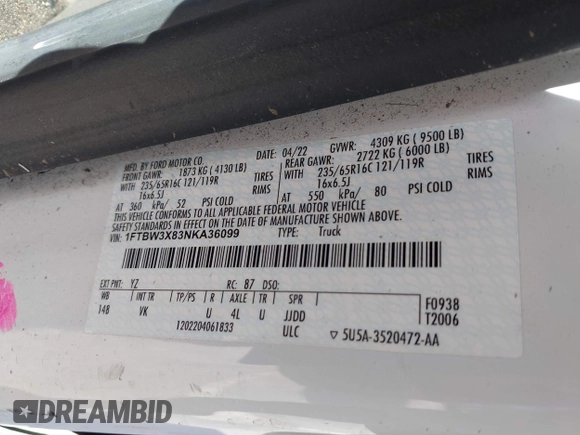 MFD. BY FORD MOTOR CO.
DATE: 04/22 GVWR: 4309 KG ( 9500 LB)
FRONT GAWR: 1873 KG ( 4130 LB) REAR GAWR: 2722 KG ( 6000 LB)
WITH 235/65R16C 121/119R TIRES WITH 235/65R16C 121/119R TIRES
16x6.5J RIMS 16x6.5J RIMS
AT 360 kPa/ 52 PSI COLD AT 550 kPa/ 80 PSI COLD
THIS VEHICLE CONFORMS TO ALL APPLICABLE FEDERAL MOTOR VEHICLE
SAFETY STANDARDS IN EFFECT ON THE DATE OF MANUFACTURE SHOWN ABOVE.
VIN: 1FTBW3X83NKA36099 TYPE: Truck
EXT PNT: YZ RC: 87 DSO:
WB INT TR TP/PS R AXLE TR SPR
148 VK U 4L U JJDD
1202204061833 ULC
F0938
T2006
▽ 5U5A-3520472-AA
DREAMBID